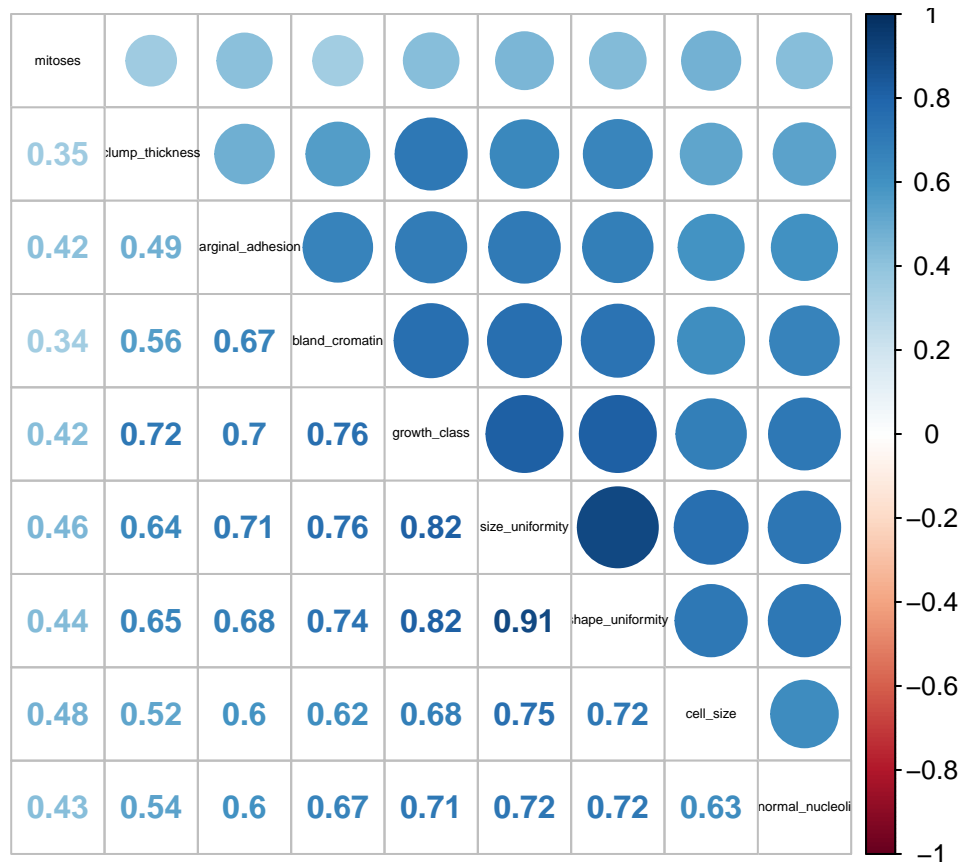 mitoses
0.35 clump_thickness
0.42 0.49 arginal_adhesion
0.34 0.56 0.67 bland_cromatin
0.42 0.72 0.7 0.76 growth_class
0.46 0.64 0.71 0.76 0.82 size_uniformity
0.44 0.65 0.68 0.74 0.82 0.91 shape_uniformity
0.48 0.52 0.6 0.62 0.68 0.75 0.72 cell_size
0.43 0.54 0.6 0.67 0.71 0.72 0.72 0.63 normal_nucleoli
1
0.8
0.6
0.4
0.2
0
−0.2
−0.4
−0.6
−0.8
−1